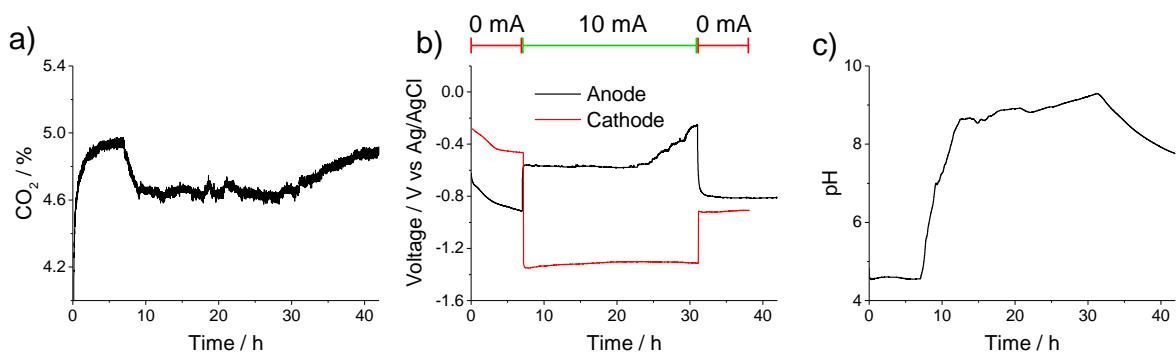 a)
5.4
5.0
4.6
4.2
CO₂ / %
0
10
20
30
40
Time / h
b)
0 mA
10 mA
0 mA
0.0
-0.4
-0.8
-1.2
-1.6
Voltage / V vs Ag/AgCl
Anode
Cathode
0
10
20
30
40
Time / h
c)
10
8
6
4
pH
0
10
20
30
40
Time / h